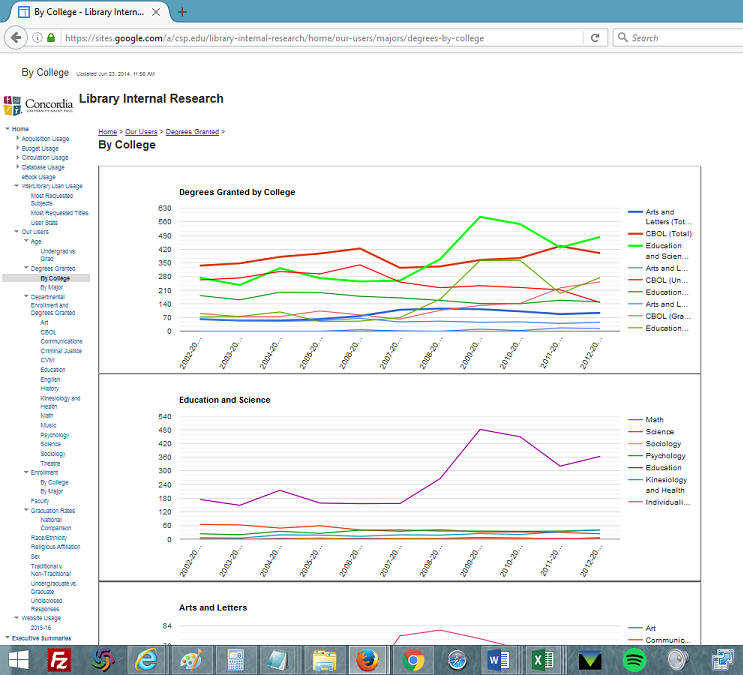 By College - Library Intern...
https://sites.google.com/a/csp.edu/library-internal-research/home/our-users/majors/degrees-by-college
Search
By College Updated Jun 23, 2014, 11:56 AM
Concordia
UNIVERSITY·SAINT PAUL
Library Internal Research
Home
Acquisition Usage
Budget Usage
Circulation Usage
Database Usage
eBook Usage
InterLibrary Loan Usage
Most Requested
Subjects
Most Requested Titles
User Stats
Our Users
Age
Undergrad vs.
Grad
Degrees Granted
By College
By Major
Departmental
Enrollment and
Degrees Granted
Art
CBOL
Communications
Criminal Justice
CVM
Education
English
History
Kinesiology and
Health
Math
Music
Psychology
Science
Sociology
Theatre
Enrollment
By College
By Major
Faculty
Graduation Rates
National
Comparison
Race/Ethnicity
Religious Affiliation
Sex
Traditional v.
Non-Traditional
Undergraduate vs.
Graduate
Undisclosed
Responses
Website Usage
2015-16
Executive Summaries
Home > Our Users > Degrees Granted >
By College
Degrees Granted by College
630
560
490
420
350
280
210
140
70
0
2002-20...
2003-20...
2004-20...
2005-20...
2006-20...
2007-20...
2008-20...
2009-20...
2010-20...
2011-20...
2012-20...
Arts and
Letters (Tot...
CBOL (Total)
Education
and Scien...
Arts and L...
CBOL (Un...
Education...
Arts and L...
CBOL (Gra...
Education...
Education and Science
540
480
420
360
300
240
180
120
60
0
2002-20...
2003-20...
2004-20...
2005-20...
2006-20...
2007-20...
2008-20...
2009-20...
2010-20...
2011-20...
2012-20...
Math
Science
Sociology
Psychology
Education
Kinesiology
and Health
Individuali...
Arts and Letters
84
Art
Communic...